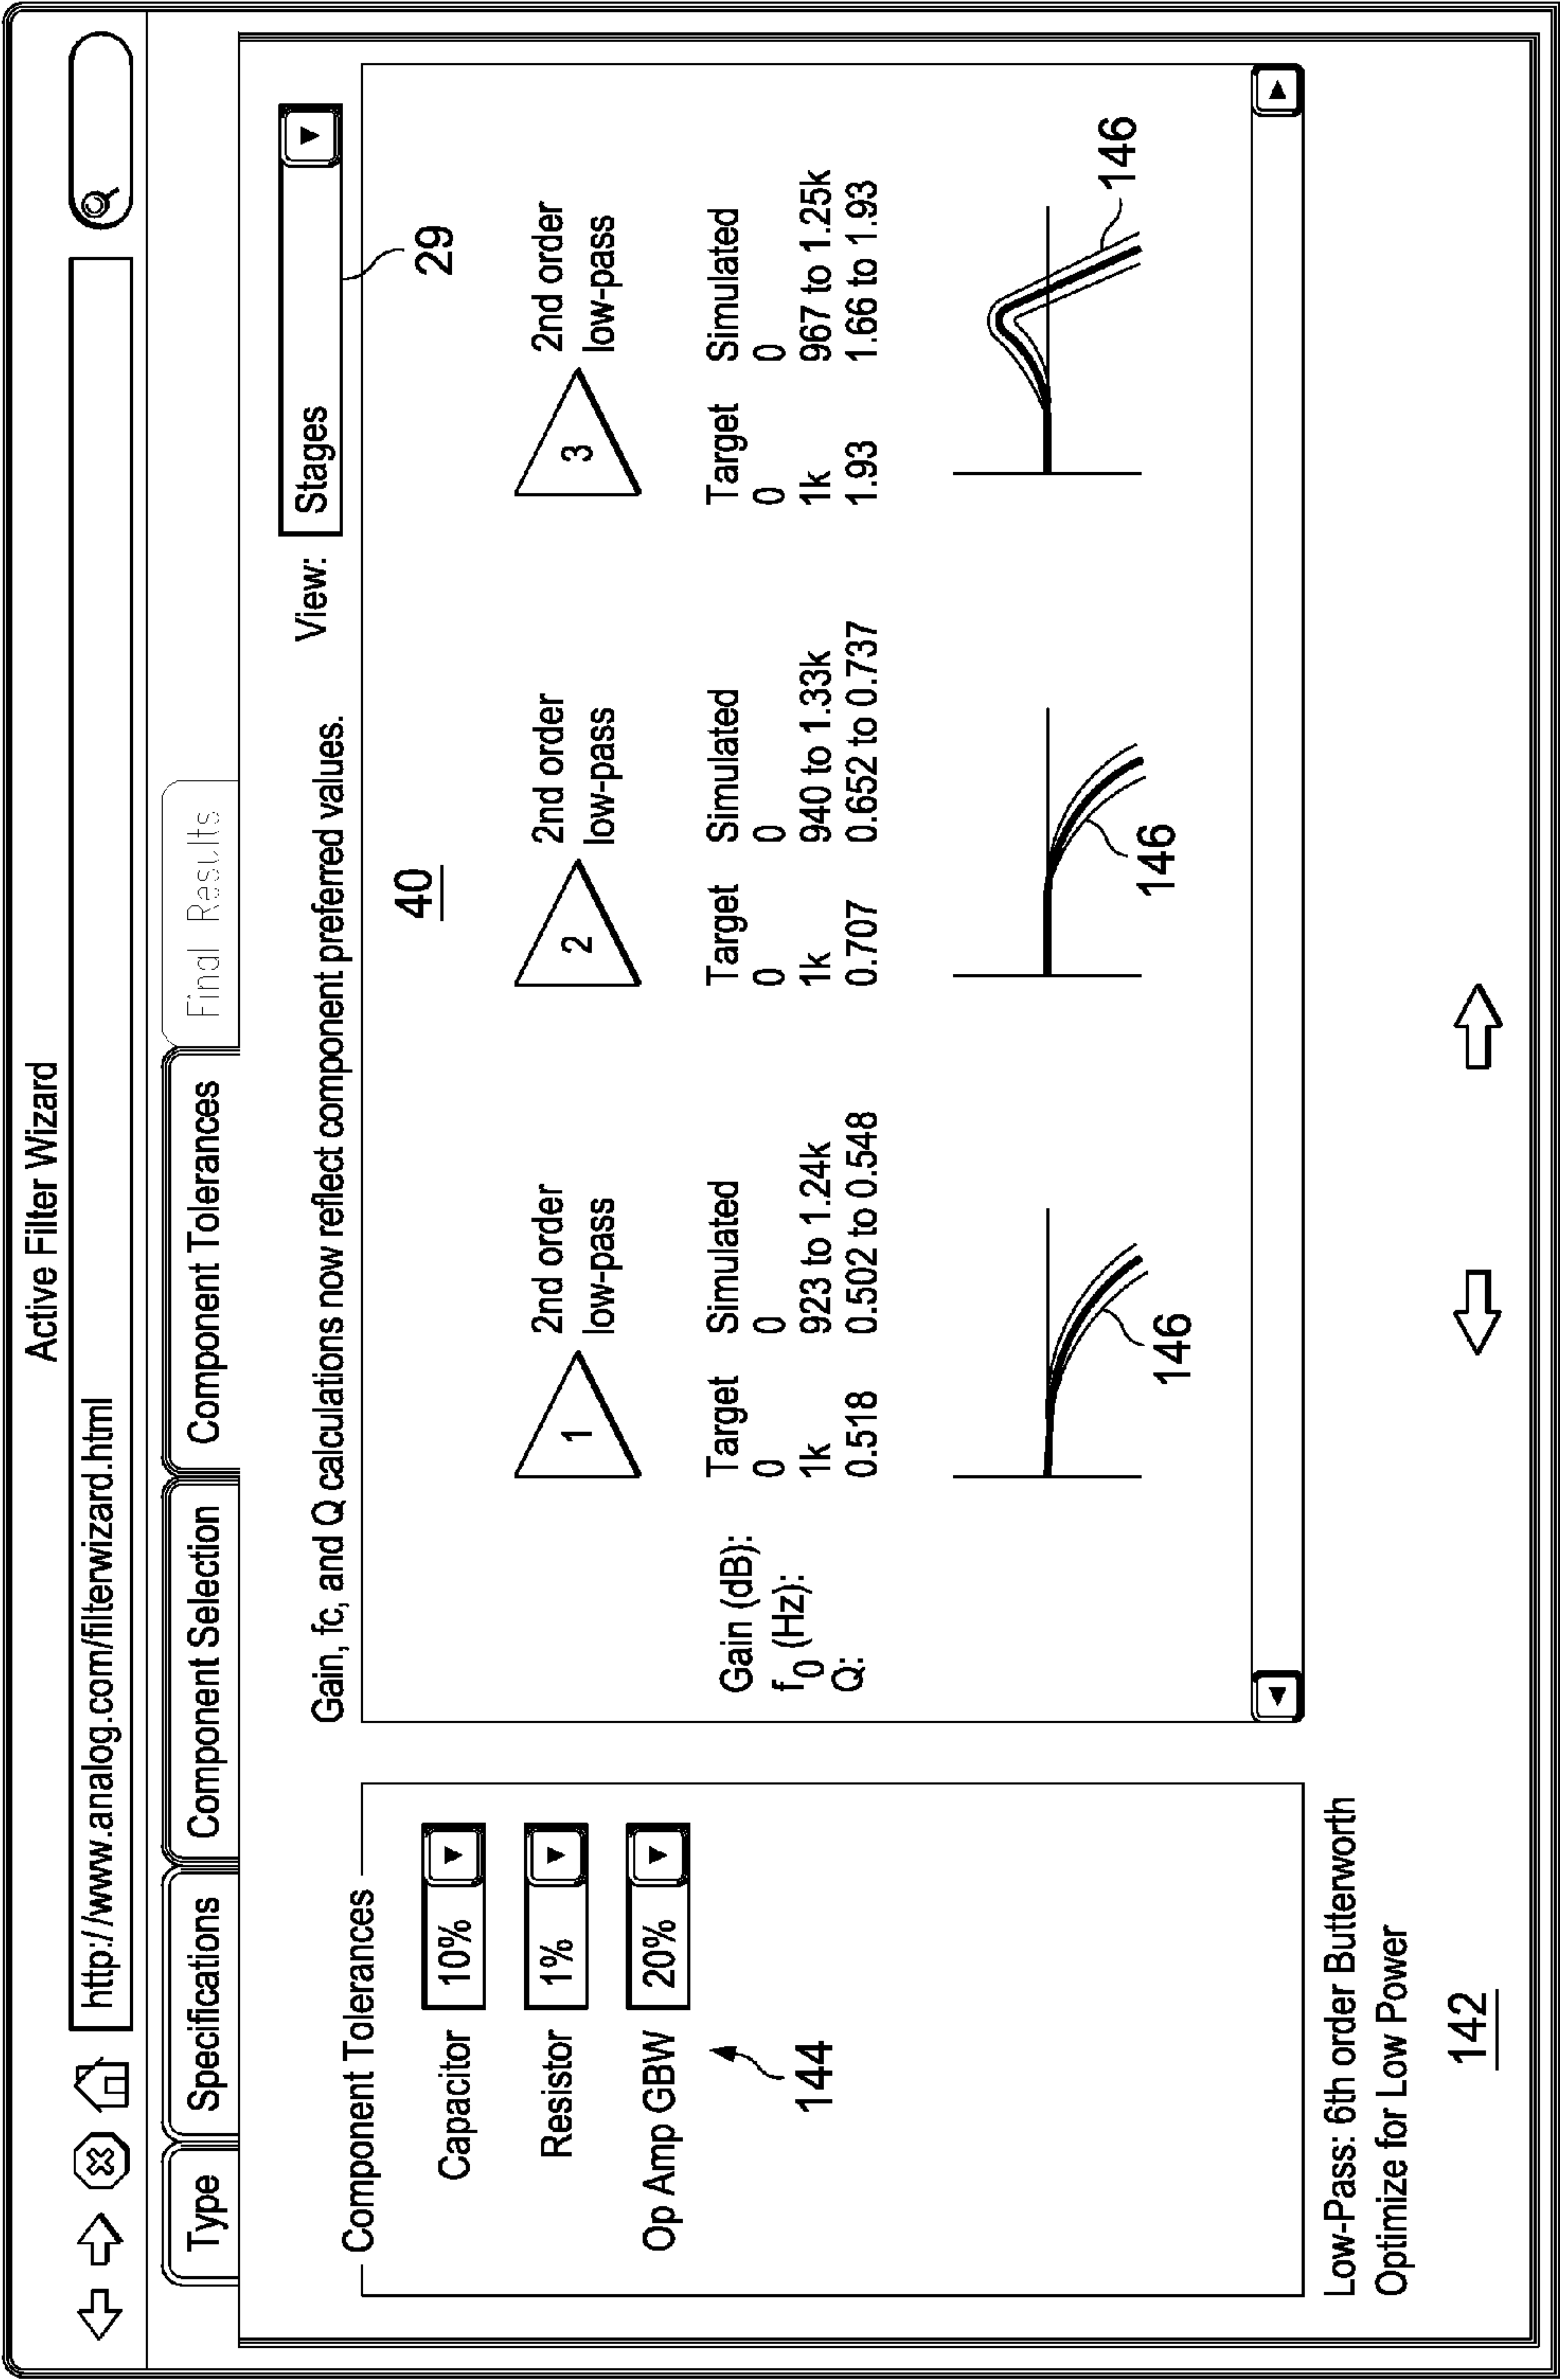 Active Filter Wizard
http://www.analog.com/filterwizard.html
Type
Specifications
Component Selection
Component Tolerances
Final Results
Component Tolerances
Capacitor 10%
Resistor 1%
Op Amp GBW 20%
144
Low-Pass: 6th order Butterworth
Optimize for Low Power
142
Gain, fc, and Q calculations now reflect component preferred values.
View: Stages
29
40
1 2nd order low-pass
2 2nd order low-pass
3 2nd order low-pass
Target Simulated Target Simulated Target Simulated
Gain (dB): 0 0 0 0 0 0
f0 (Hz): 1k 923 to 1.24k 1k 940 to 1.33k 1k 967 to 1.25k
Q: 0.518 0.502 to 0.548 0.707 0.652 to 0.737 1.93 1.66 to 1.93
146
146
146